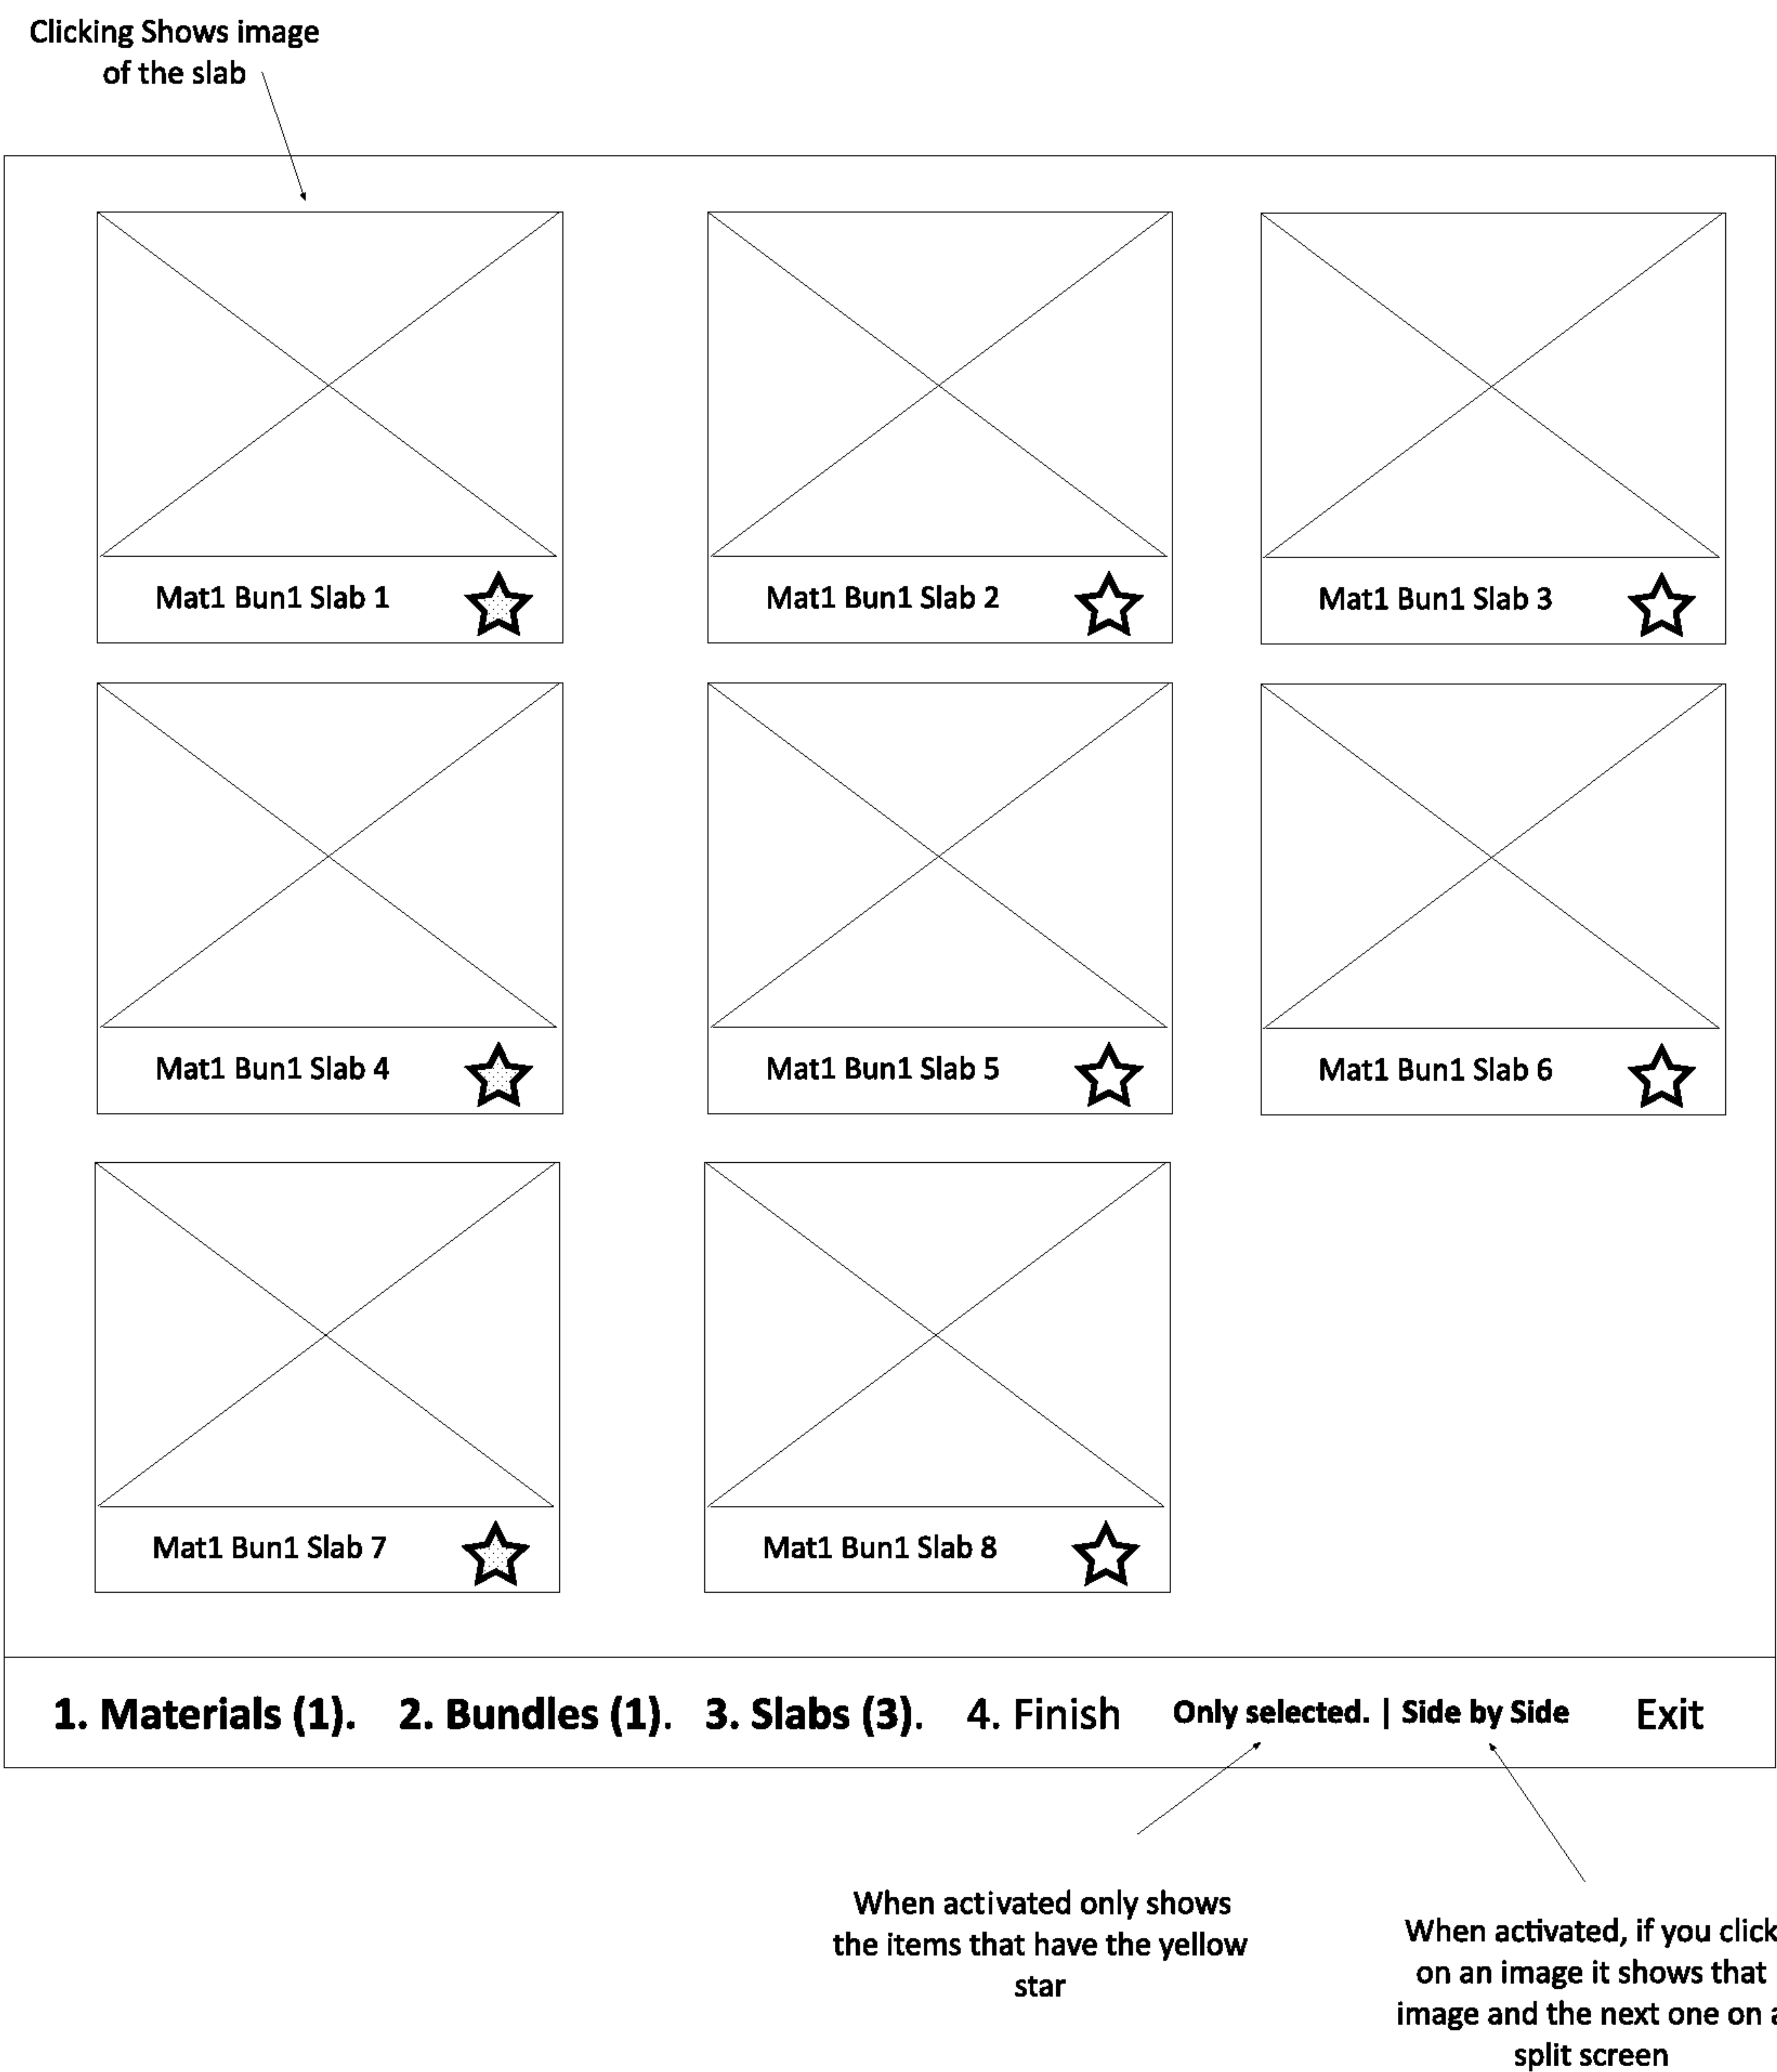 Clicking Shows image
of the slab
Mat1 Bun1 Slab 1
Mat1 Bun1 Slab 2
Mat1 Bun1 Slab 3
Mat1 Bun1 Slab 4
Mat1 Bun1 Slab 5
Mat1 Bun1 Slab 6
Mat1 Bun1 Slab 7
Mat1 Bun1 Slab 8
1. Materials (1). 2. Bundles (1). 3. Slabs (3). 4. Finish Only selected. | Side by Side Exit
When activated only shows
the items that have the yellow
star
When activated, if you click
on an image it shows that
image and the next one on a
split screen